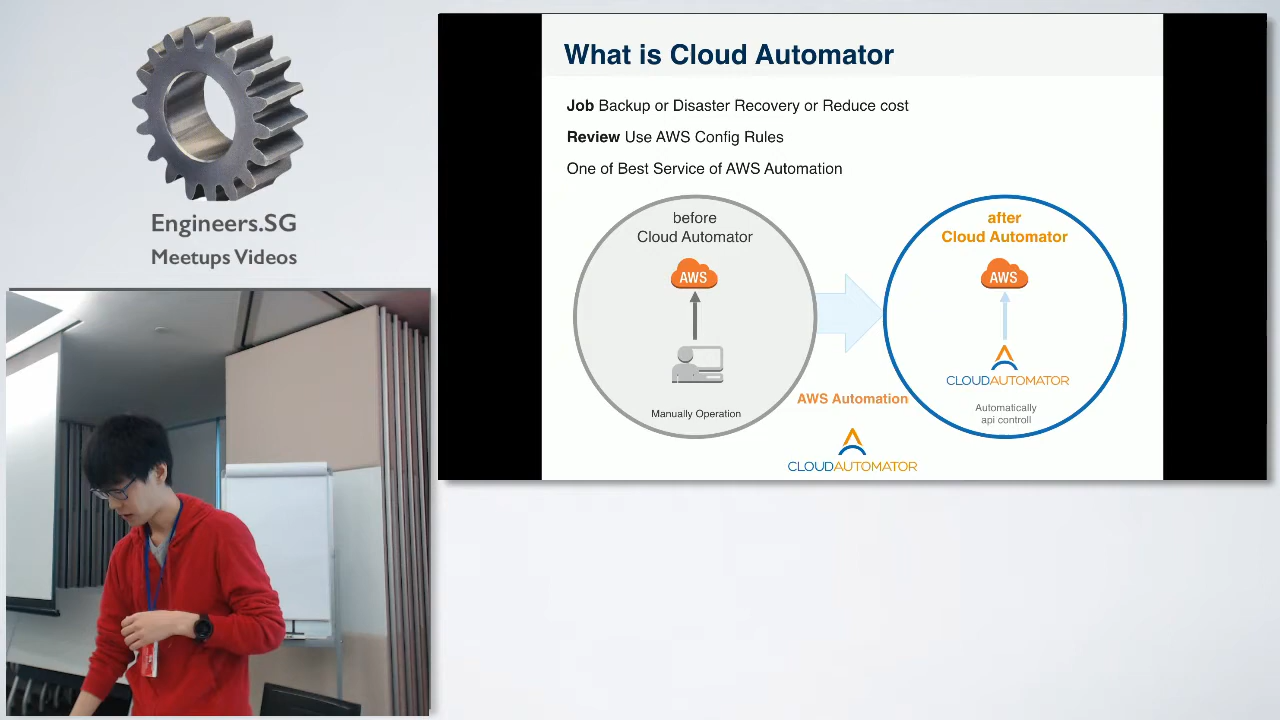 Engineers.SG
Meetups Videos
What is Cloud Automator
Job Backup or Disaster Recovery or Reduce cost
Review Use AWS Config Rules
One of Best Service of AWS Automation
before
Cloud Automator
AWS
Manually Operation
AWS Automation
CLOUDAUTOMATOR
after
Cloud Automator
AWS
CLOUDAUTOMATOR
Automatically
api controll